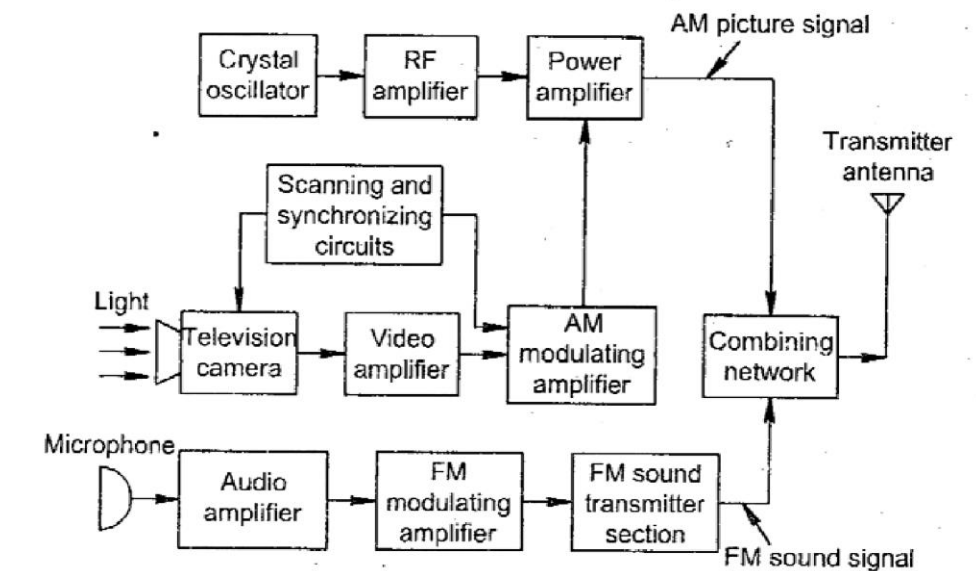 AM picture signal
Crystal
oscillator
RF
amplifier
Power
amplifier
Transmitter
antenna
Scanning and
synchronizing
circuits
Light
Television
camera
Video
amplifier
AM
modulating
amplifier
Combining
network
Microphone
Audio
amplifier
FM
modulating
amplifier
FM sound
transmitter
section
FM sound signal